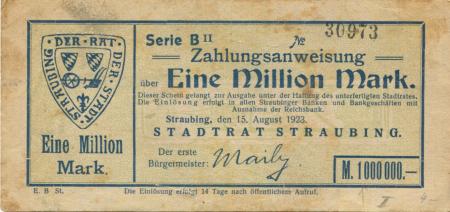 Serie B II № 30973
DER RAT DER STADT STRAUBING
Zahlungsanweisung
über Eine Million Mark.
Dieser Schein gelangt zur Ausgabe unter der Haftung des unterfertigten Stadtrates.
Die Einlösung erfolgt in allen Straubinger Banken und Bankgeschäften mit
Ausnahme der Reichsbank.
Straubing, den 15. August 1923.
STADTRAT STRAUBING.
Eine Million
Mark.
Der erste
Bürgermeister:
M. 1000000.—
E. B St.
Die Einlösung erfolgt 14 Tage nach öffentlichem Aufruf.
I